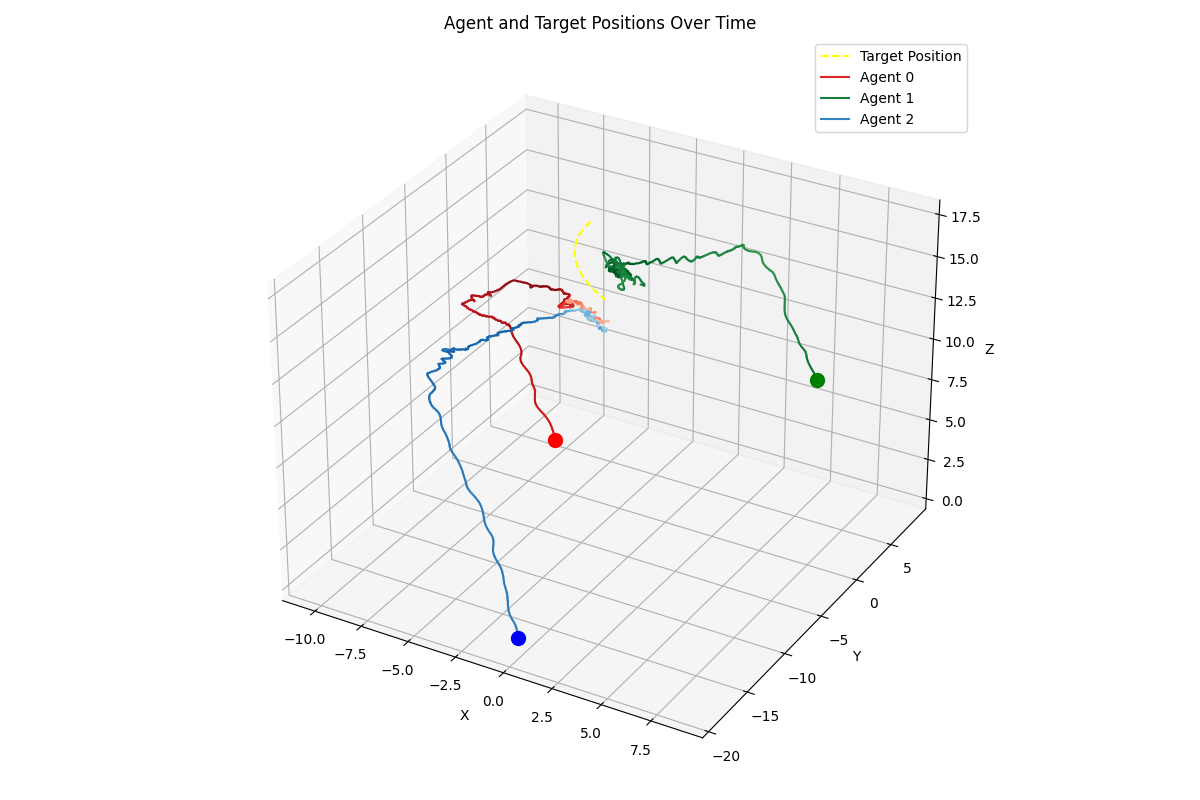 Agent and Target Positions Over Time
Target Position
Agent 0
Agent 1
Agent 2
17.5
15.0
12.5
10.0
7.5
5.0
2.5
0.0
Z
5
0
−5
−10
−15
−20
Y
−10.0
−7.5
−5.0
−2.5
0.0
2.5
5.0
7.5
X